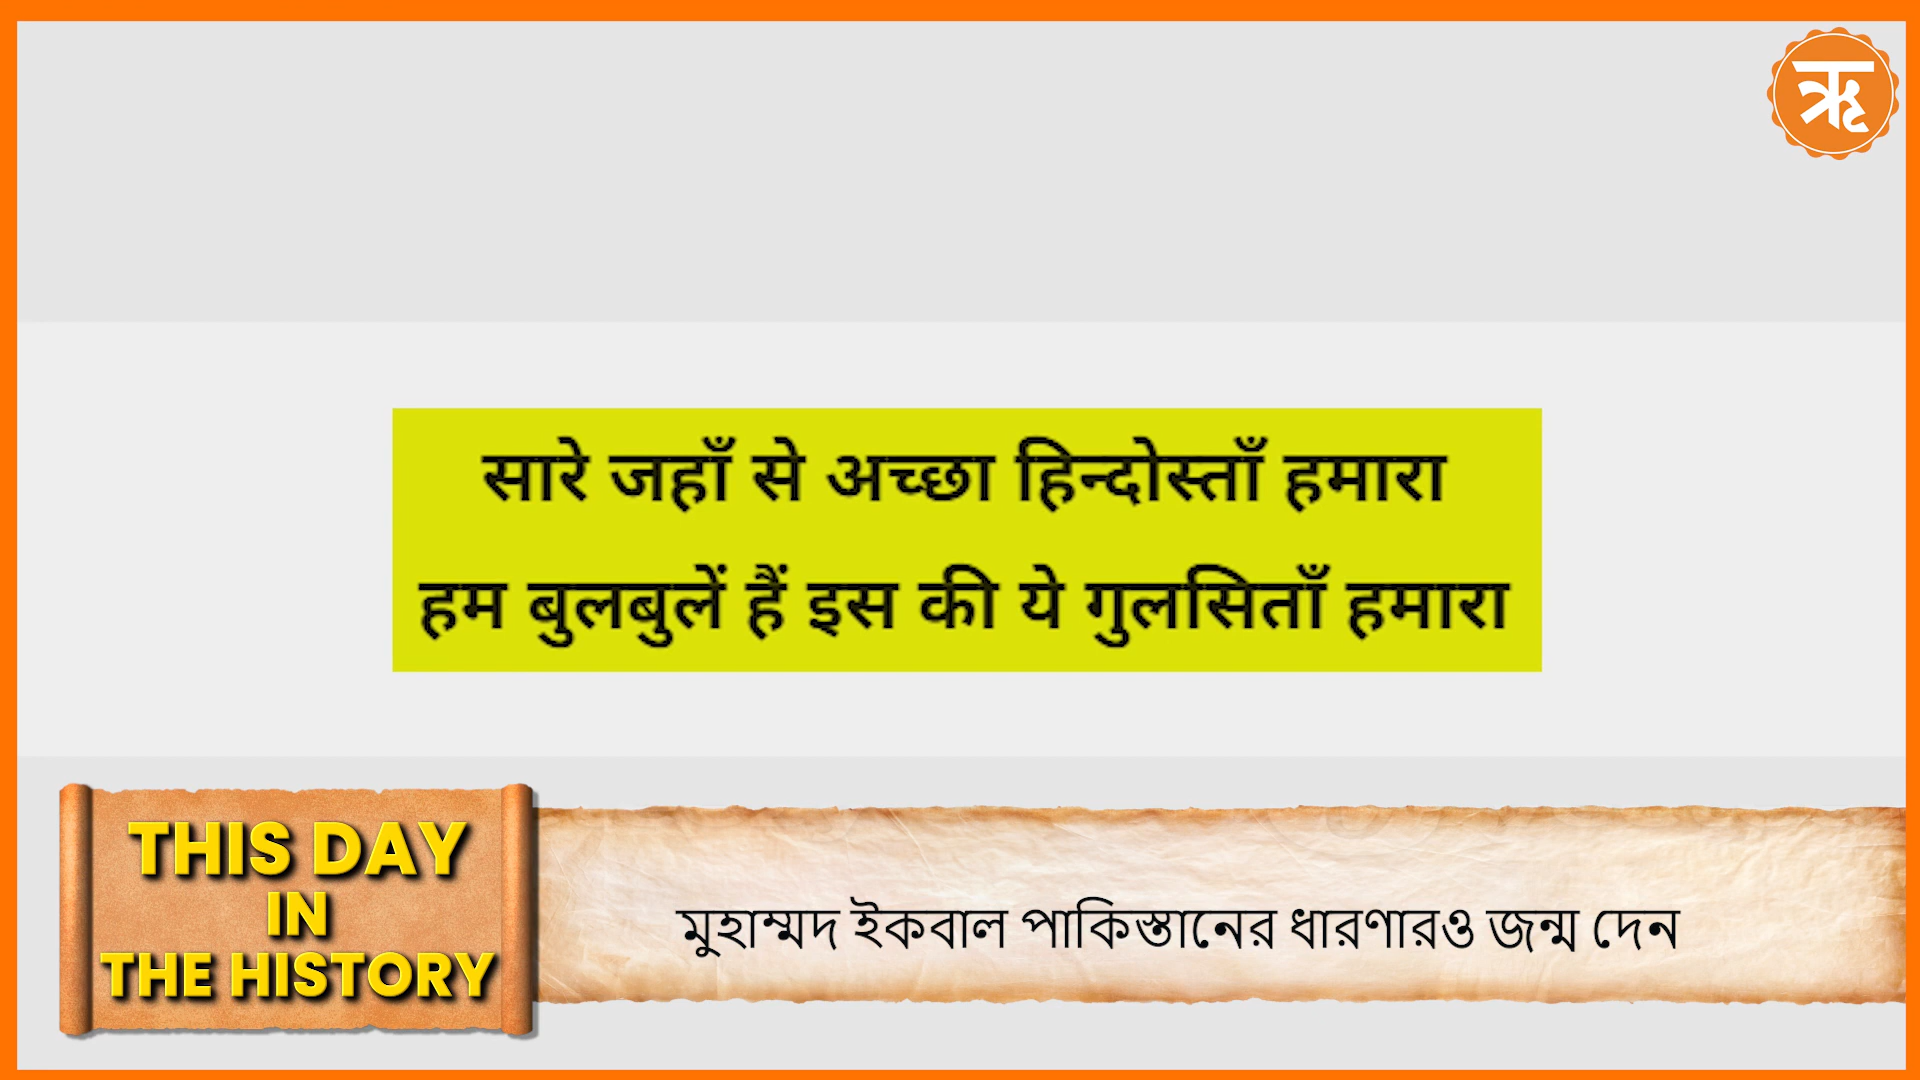 ऋ
सारे जहाँ से अच्छा हिन्दोस्ताँ हमारा
हम बुलबुलें हैं इस की ये गुलसिताँ हमारा
THIS DAY
IN
THE HISTORY
মুহাম্মদ ইকবাল পাকিস্তানের ধারণারও জন্ম দেন